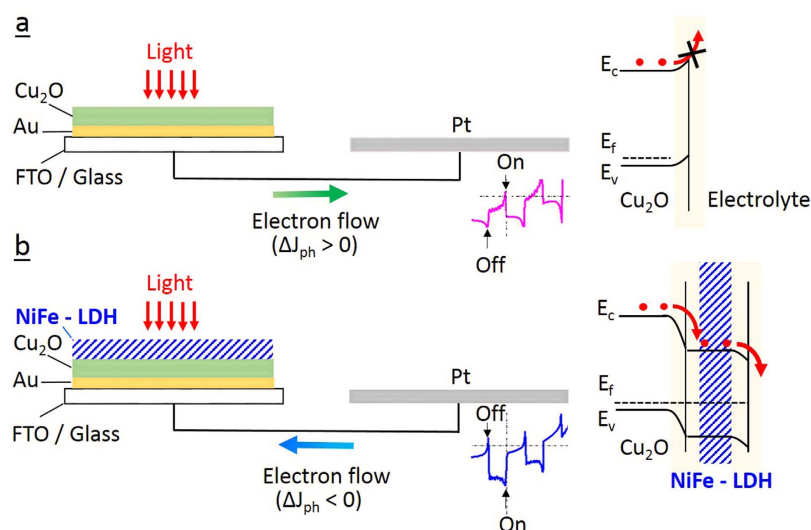 a
Light
Cu₂O
Au
FTO / Glass
Pt
On
Electron flow
(ΔJph > 0)
Off
Ec
Ef
Ev
Cu₂O
Electrolyte
b
Light
NiFe - LDH
Cu₂O
Au
FTO / Glass
Pt
Off
Electron flow
(ΔJph < 0)
On
Ec
Ef
Ev
Cu₂O
NiFe - LDH